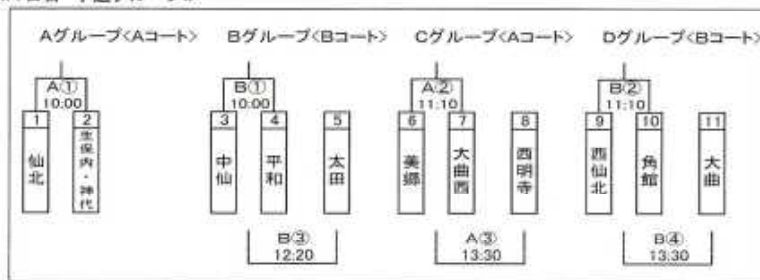 Aグループ<Aコート> Bグループ<Bコート> Cグループ<Aコート> Dグループ<Bコート>
A① B① A② B②
10:00 10:00 11:10 11:10
1 2 3 4 5 6 7 8 9 10 11
仙北 生保内・神代 中仙 平和 太田 美郷 大曲西 西明寺 西仙北 角館 大曲
B③ A③ B④
12:20 13:30 13:30